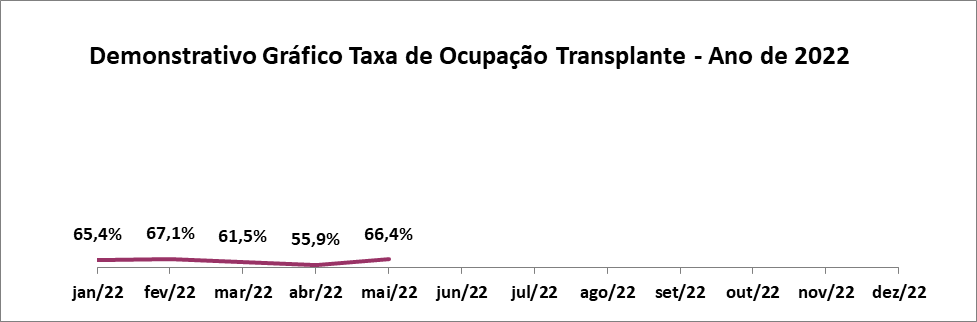 Demonstrativo Gráfico Taxa de Ocupação Transplante - Ano de 2022
65,4% 67,1% 61,5% 55,9% 66,4%
jan/22 fev/22 mar/22 abr/22 mai/22 jun/22 jul/22 ago/22 set/22 out/22 nov/22 dez/22